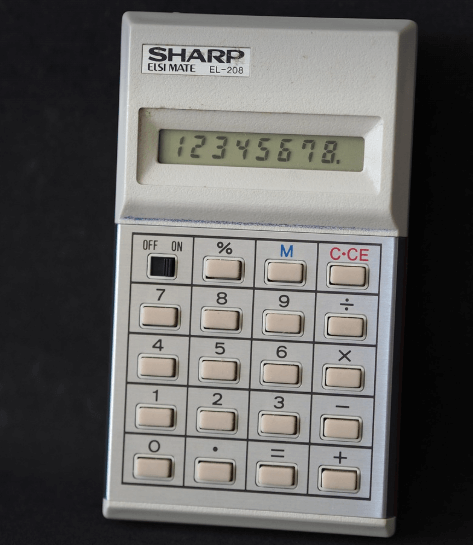 SHARP
ELSI MATE EL-208
12345678.
OFF ON % M C·CE
7 8 9 ÷
4 5 6 ×
1 2 3 −
0 · = +